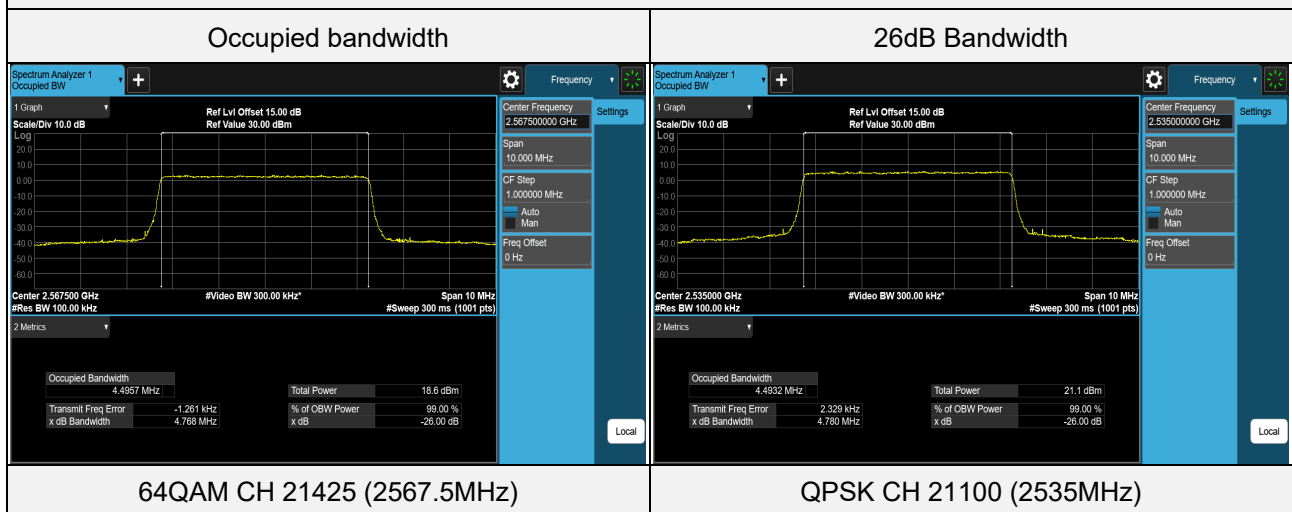 Occupied bandwidth
26dB Bandwidth
Spectrum Analyzer 1
Occupied BW
Frequency
1 Graph
Scale/Div 10.0 dB
Ref Lvl Offset 15.00 dB
Ref Value 30.00 dBm
Log
20.0
10.0
0.00
-10.0
-20.0
-30.0
-40.0
-50.0
-60.0
Center 2.567500 GHz
#Video BW 300.00 kHz*
Span 10 MHz
#Res BW 100.00 kHz
#Sweep 300 ms (1001 pts)
Center Frequency
2.567500000 GHz
Settings
Span
10.000 MHz
CF Step
1.000000 MHz
Auto
Man
Freq Offset
0 Hz
Local
2 Metrics
Occupied Bandwidth
4.4957 MHz
Total Power 18.6 dBm
Transmit Freq Error -1.261 kHz
% of OBW Power 99.00 %
x dB Bandwidth 4.768 MHz
x dB -26.00 dB
Spectrum Analyzer 1
Occupied BW
Frequency
1 Graph
Scale/Div 10.0 dB
Ref Lvl Offset 15.00 dB
Ref Value 30.00 dBm
Log
20.0
10.0
0.00
-10.0
-20.0
-30.0
-40.0
-50.0
-60.0
Center 2.535000 GHz
#Video BW 300.00 kHz*
Span 10 MHz
#Res BW 100.00 kHz
#Sweep 300 ms (1001 pts)
Center Frequency
2.535000000 GHz
Settings
Span
10.000 MHz
CF Step
1.000000 MHz
Auto
Man
Freq Offset
0 Hz
Local
2 Metrics
Occupied Bandwidth
4.4932 MHz
Total Power 21.1 dBm
Transmit Freq Error 2.329 kHz
% of OBW Power 99.00 %
x dB Bandwidth 4.780 MHz
x dB -26.00 dB
64QAM CH 21425 (2567.5MHz)
QPSK CH 21100 (2535MHz)